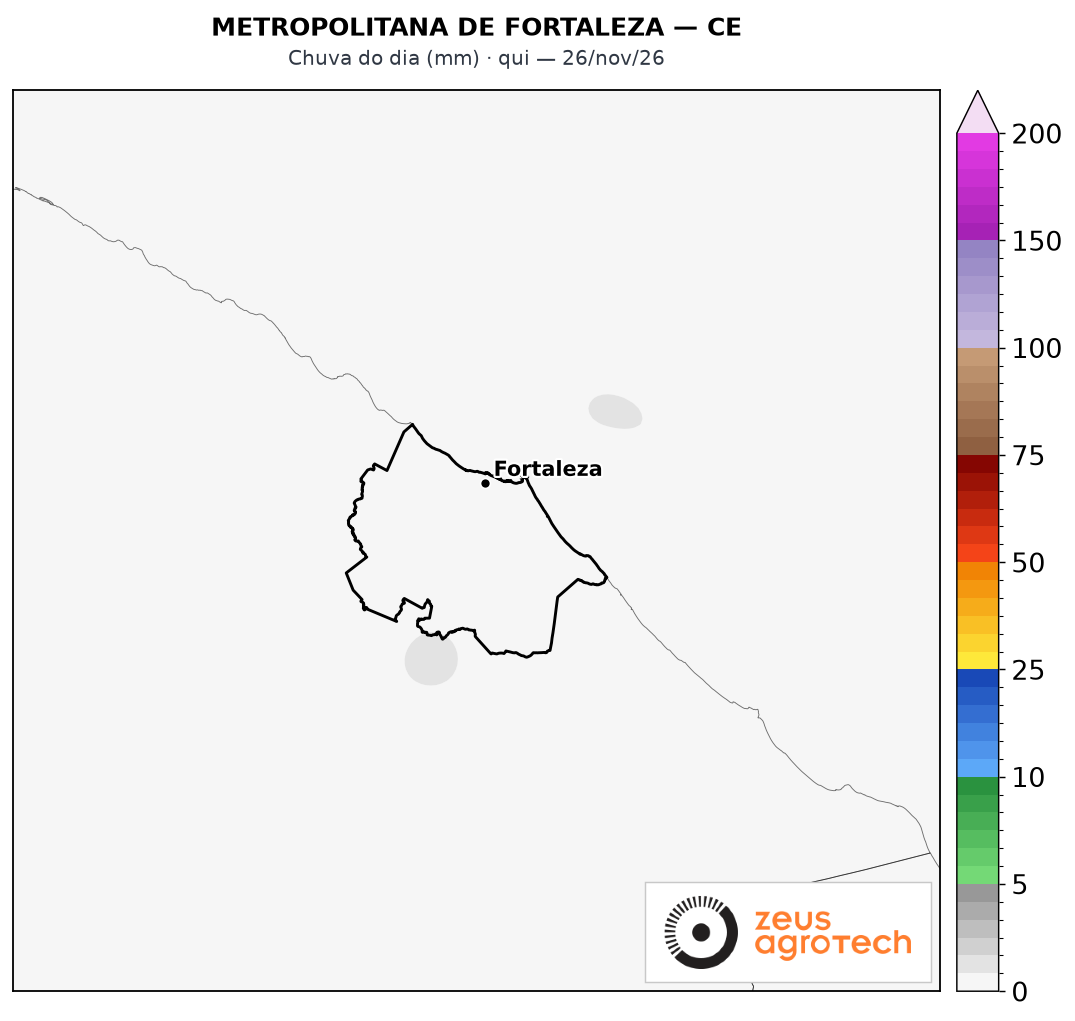 METROPOLITANA DE FORTALEZA — CE
Chuva do dia (mm) · qui — 26/nov/26
200
150
100
75
50
25
10
5
0
Fortaleza
zeus
agroTech